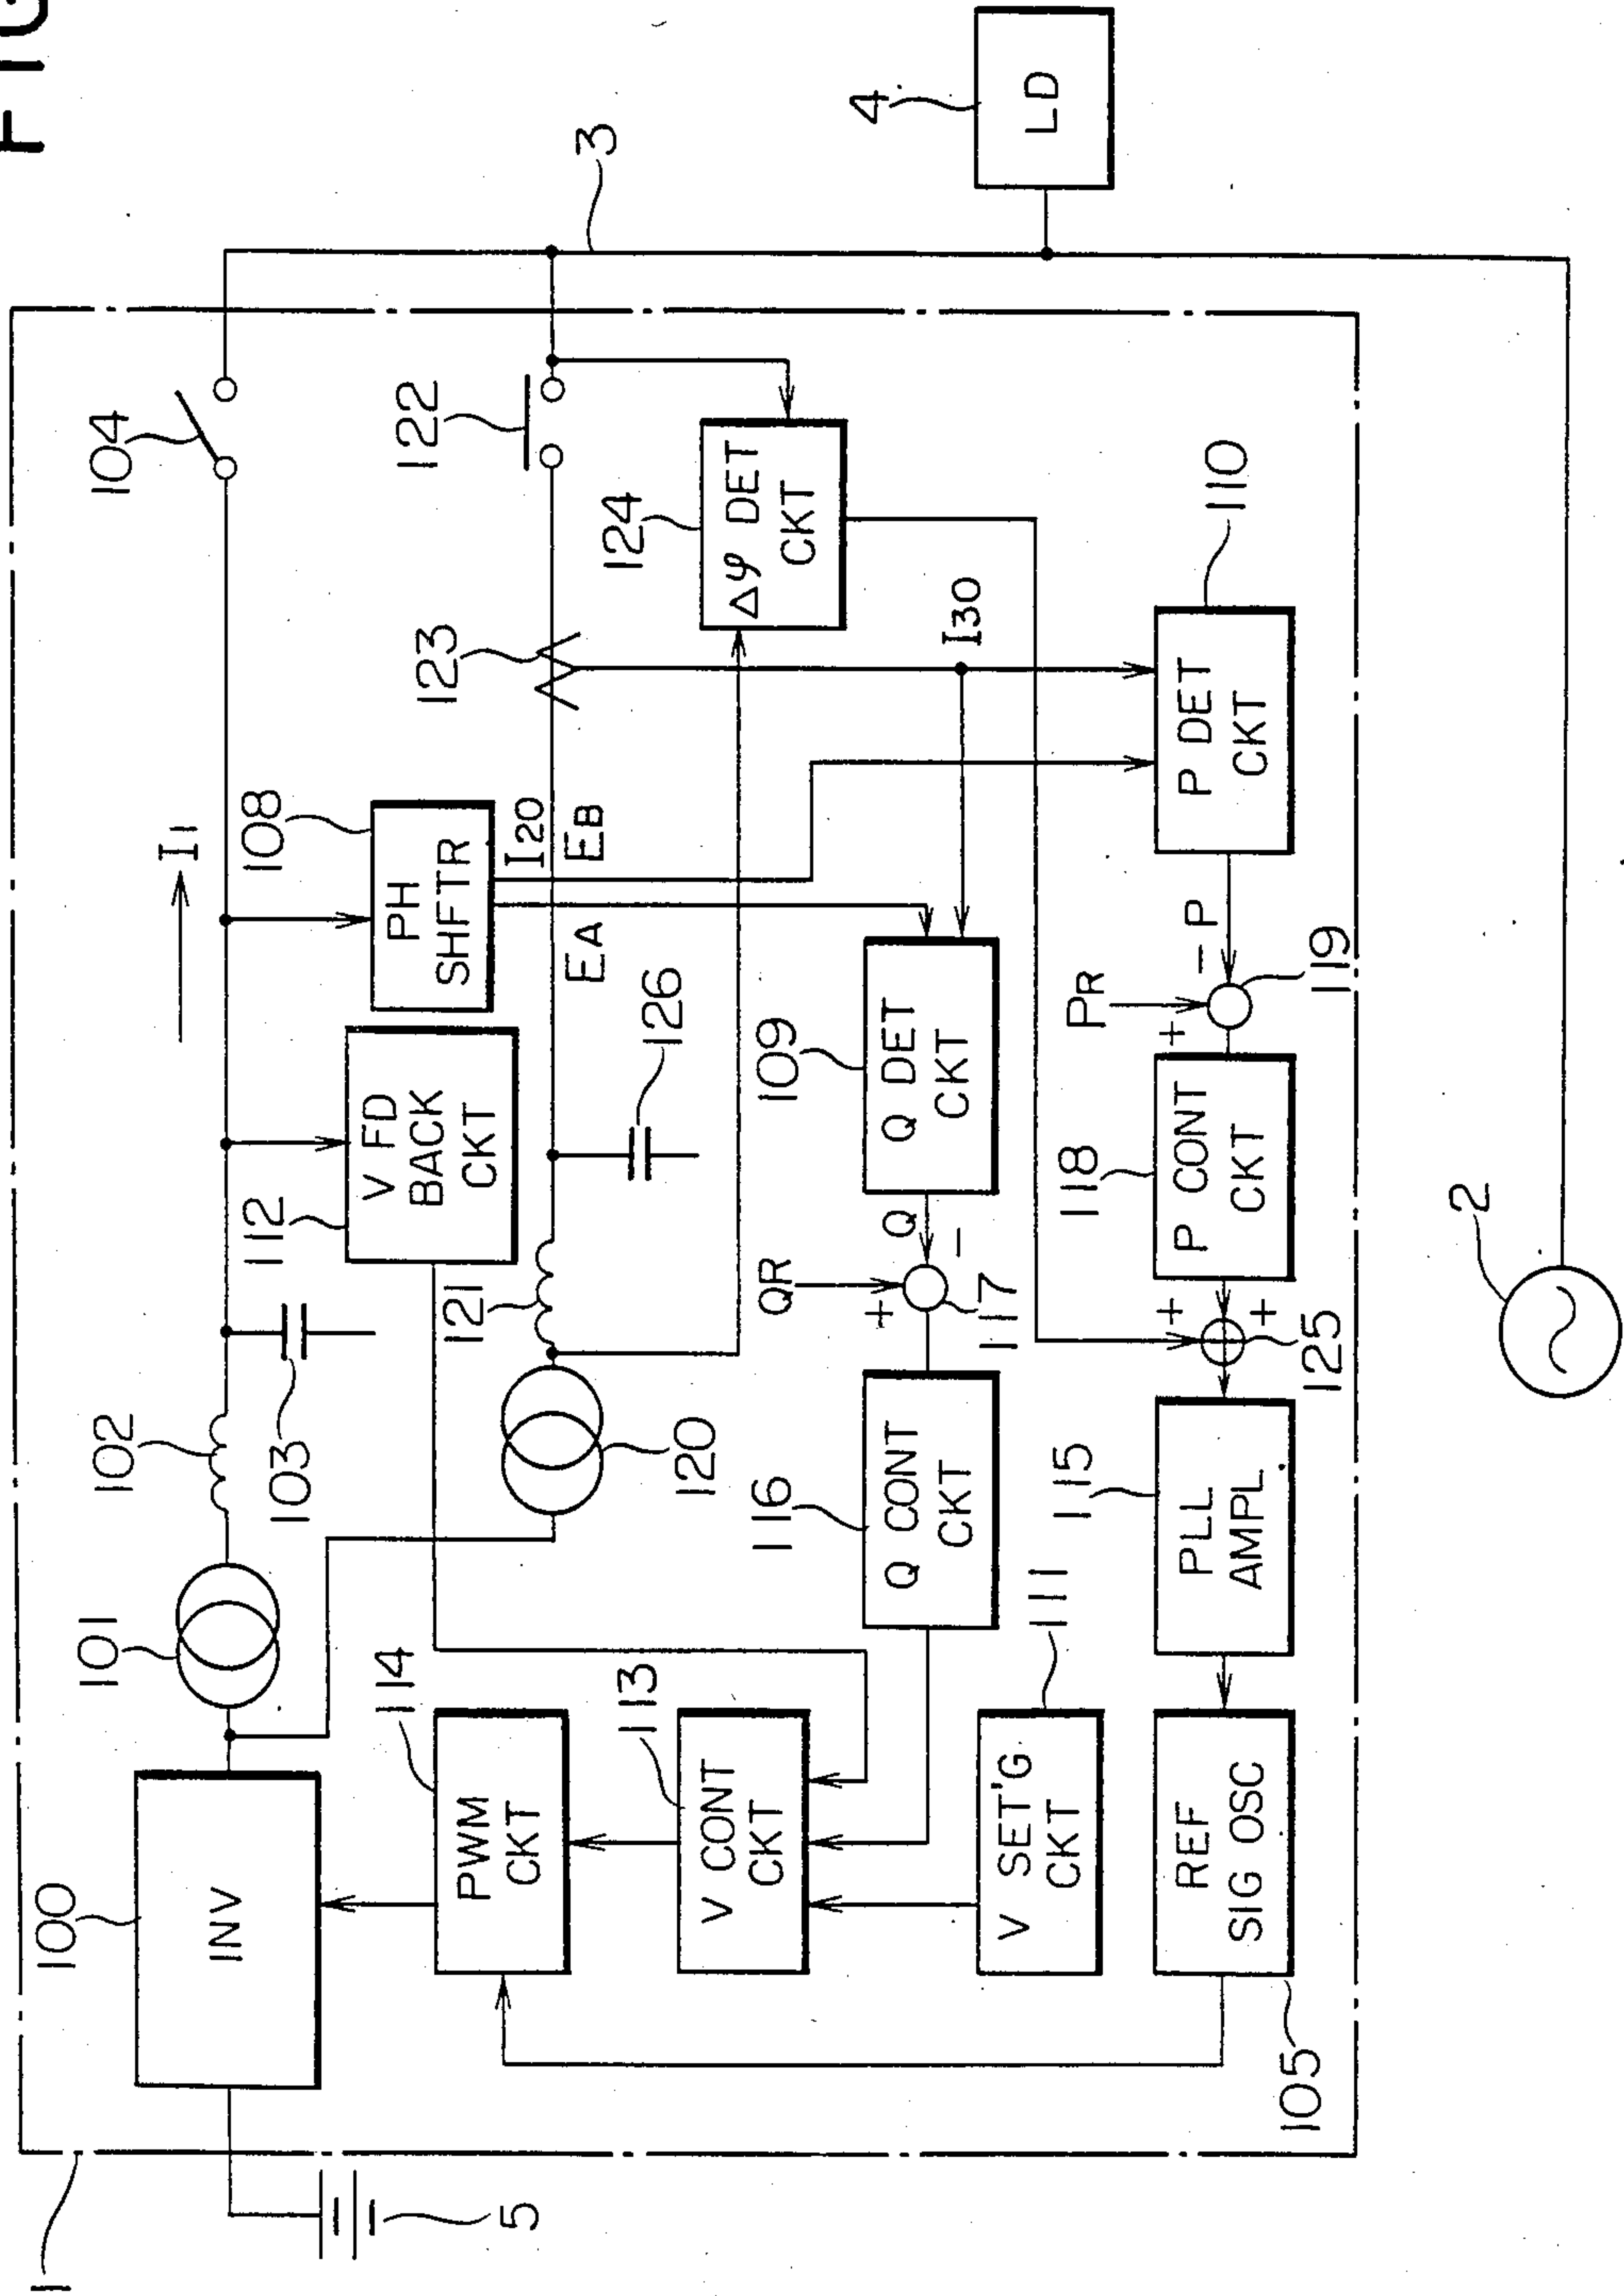 1
5
100
INV
101
102
103
I1
104
3
4
LD
112
V FD
BACK
CKT
108
PH
SHFTR
I20
EA
EB
122
123
124
Δφ DET
CKT
121
126
120
114
PWM
CKT
113
V CONT
CKT
116
Q CONT
CKT
QR
+
-
Q
117
109
Q DET
CKT
I30
111
V SET'G
CKT
105
REF
SIG OSC
115
PLL
AMPL
+
+
125
118
P CONT
CKT
PR
+
- P
119
P DET
CKT
110
2